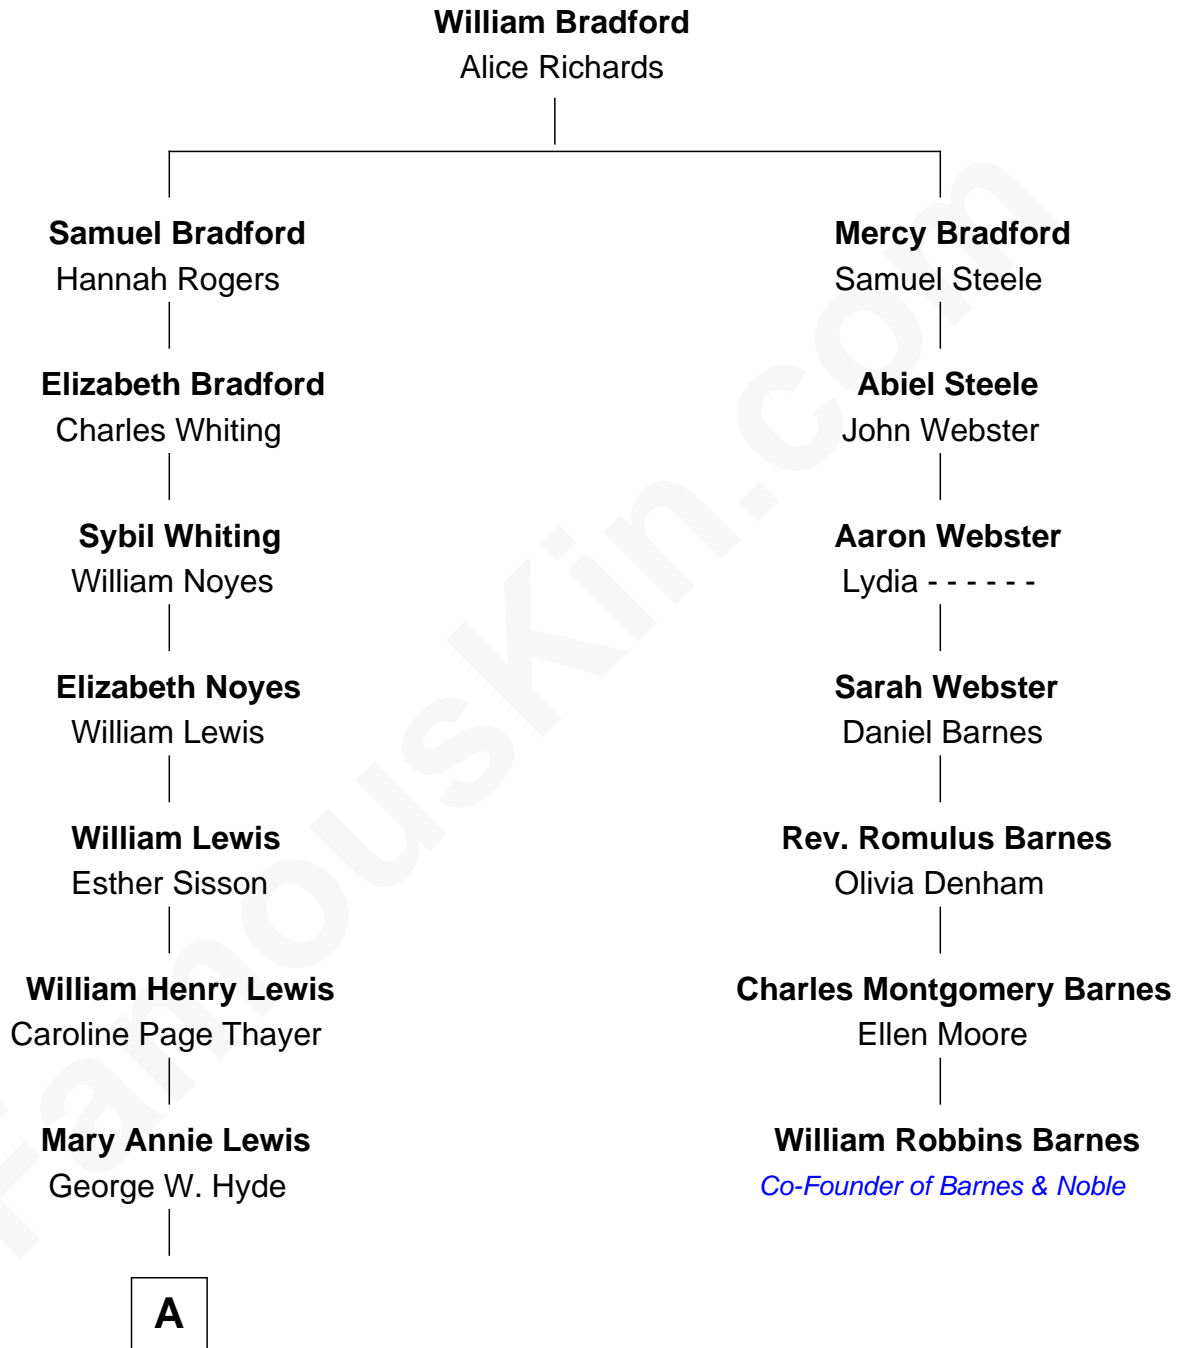 William Bradford
Alice Richards
Samuel Bradford
Hannah Rogers
Mercy Bradford
Samuel Steele
Elizabeth Bradford
Charles Whiting
Abiel Steele
John Webster
Sybil Whiting
William Noyes
Aaron Webster
Lydia - - - - - -
Elizabeth Noyes
William Lewis
Sarah Webster
Daniel Barnes
William Lewis
Esther Sisson
Rev. Romulus Barnes
Olivia Denham
William Henry Lewis
Caroline Page Thayer
Charles Montgomery Barnes
Ellen Moore
Mary Annie Lewis
George W. Hyde
William Robbins Barnes
Co-Founder of Barnes & Noble
A
FamousKin.com